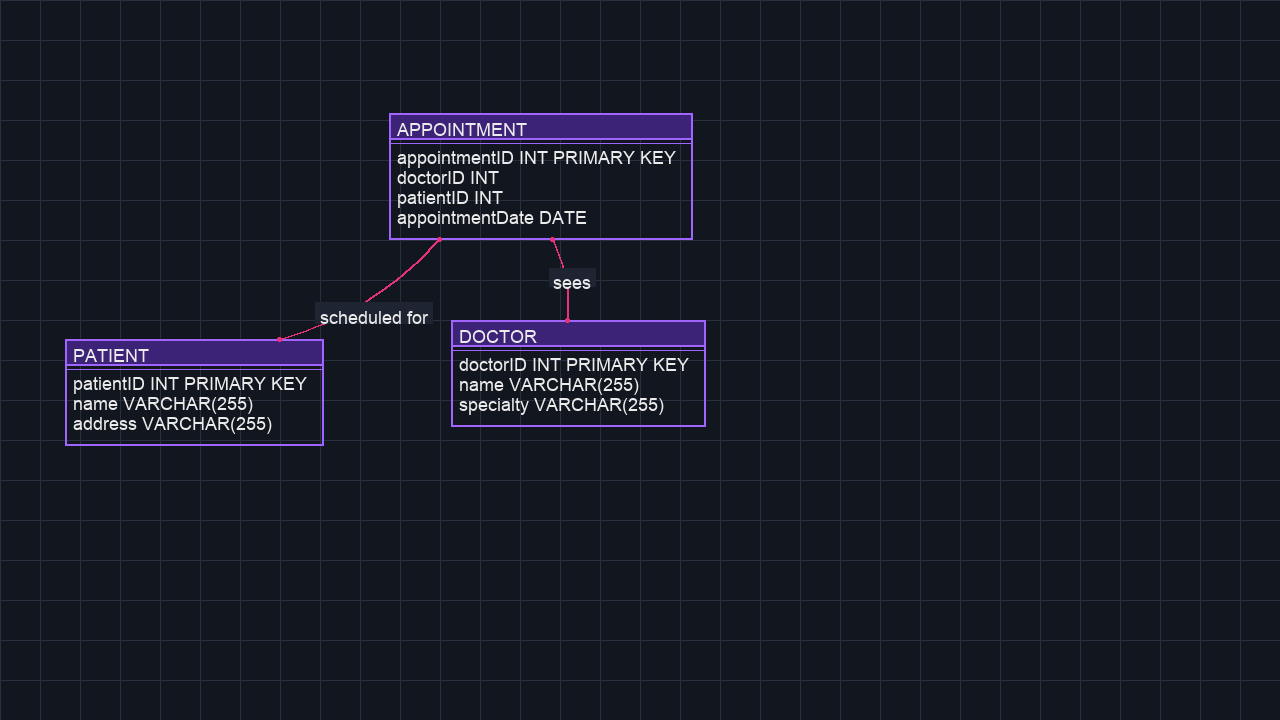 APPOINTMENT
appointmentID INT PRIMARY KEY
doctorID INT
patientID INT
appointmentDate DATE
sees
scheduled for
PATIENT
patientID INT PRIMARY KEY
name VARCHAR(255)
address VARCHAR(255)
DOCTOR
doctorID INT PRIMARY KEY
name VARCHAR(255)
specialty VARCHAR(255)